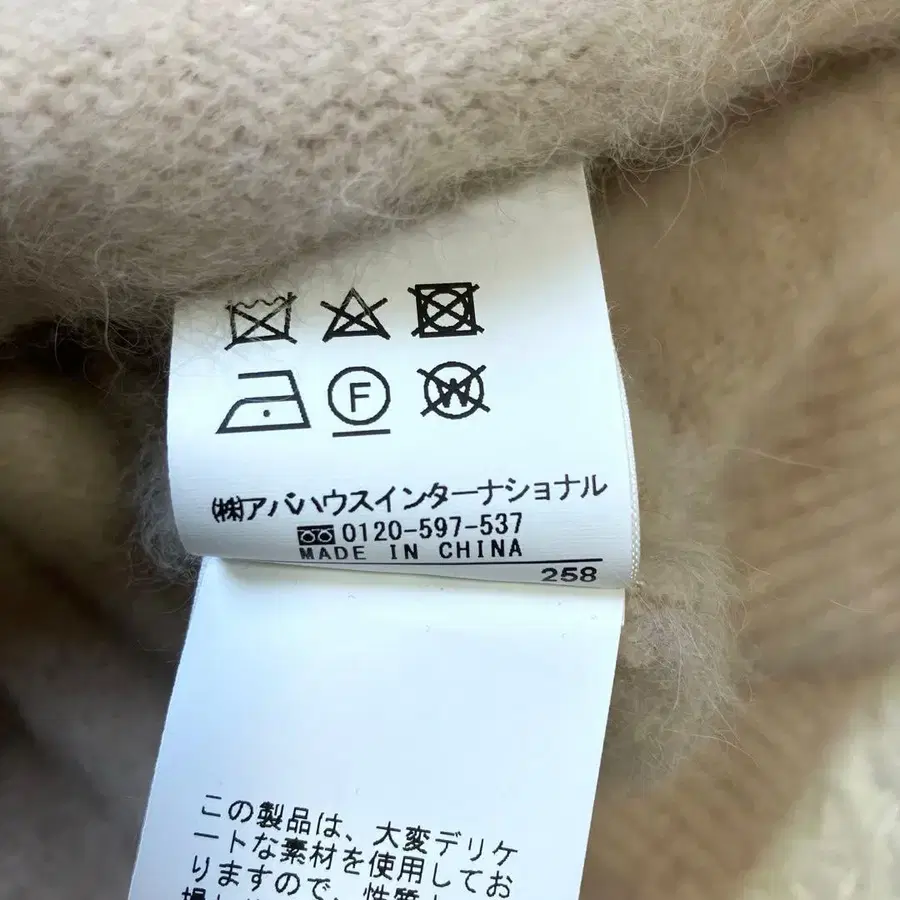 F W
(株)アバハウスインターナショナル
0120-597-537
MADE IN CHINA
258
この製品は、大変デリケ
ートな素材を使用してお
りますので、性質